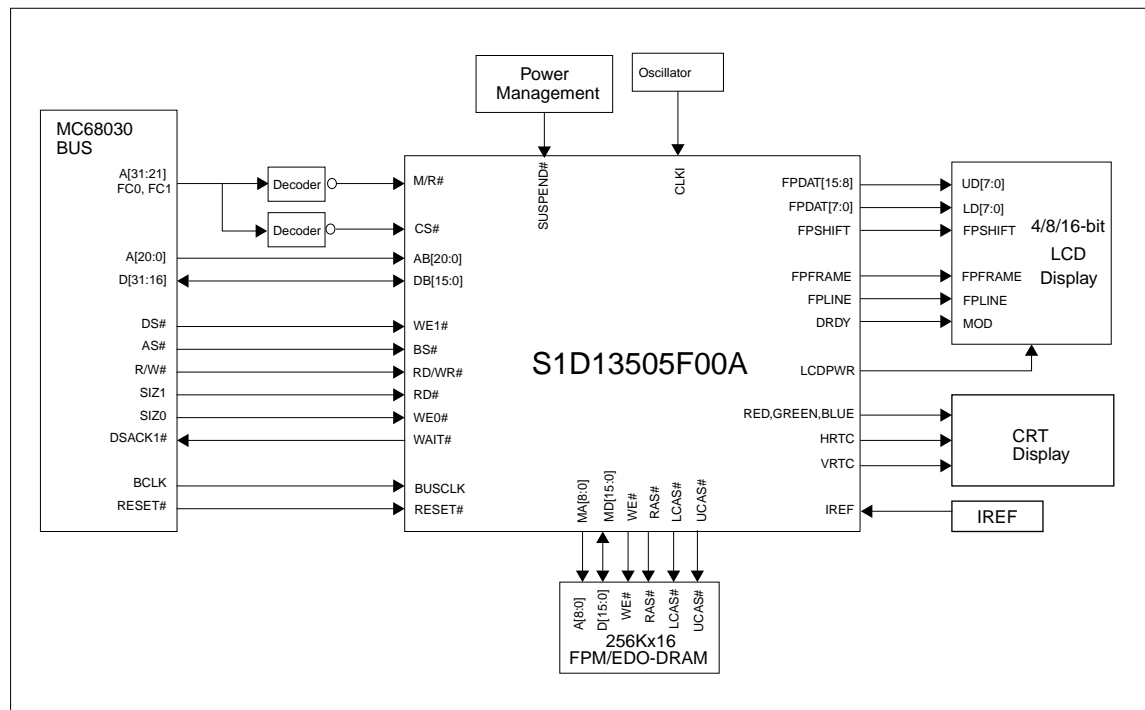 Power
Management
Oscillator
MC68030
BUS
A[31:21]
FC0, FC1
Decoder
M/R#
Decoder
CS#
SUSPEND#
CLKI
A[20:0]
AB[20:0]
D[31:16]
DB[15:0]
DS#
WE1#
AS#
BS#
R/W#
RD/WR#
SIZ1
RD#
SIZ0
WE0#
DSACK1#
WAIT#
BCLK
BUSCLK
RESET#
RESET#
S1D13505F00A
FPDAT[15:8]
UD[7:0]
FPDAT[7:0]
LD[7:0]
FPSHIFT
FPSHIFT
4/8/16-bit
LCD
Display
FPFRAME
FPFRAME
FPLINE
FPLINE
DRDY
MOD
LCDPWR
RED,GREEN,BLUE
HRTC
VRTC
CRT
Display
IREF
IREF
MA[8:0]
MD[15:0]
WE#
RAS#
LCAS#
UCAS#
A[8:0]
D[15:0]
WE#
RAS#
LCAS#
UCAS#
256Kx16
FPM/EDO-DRAM